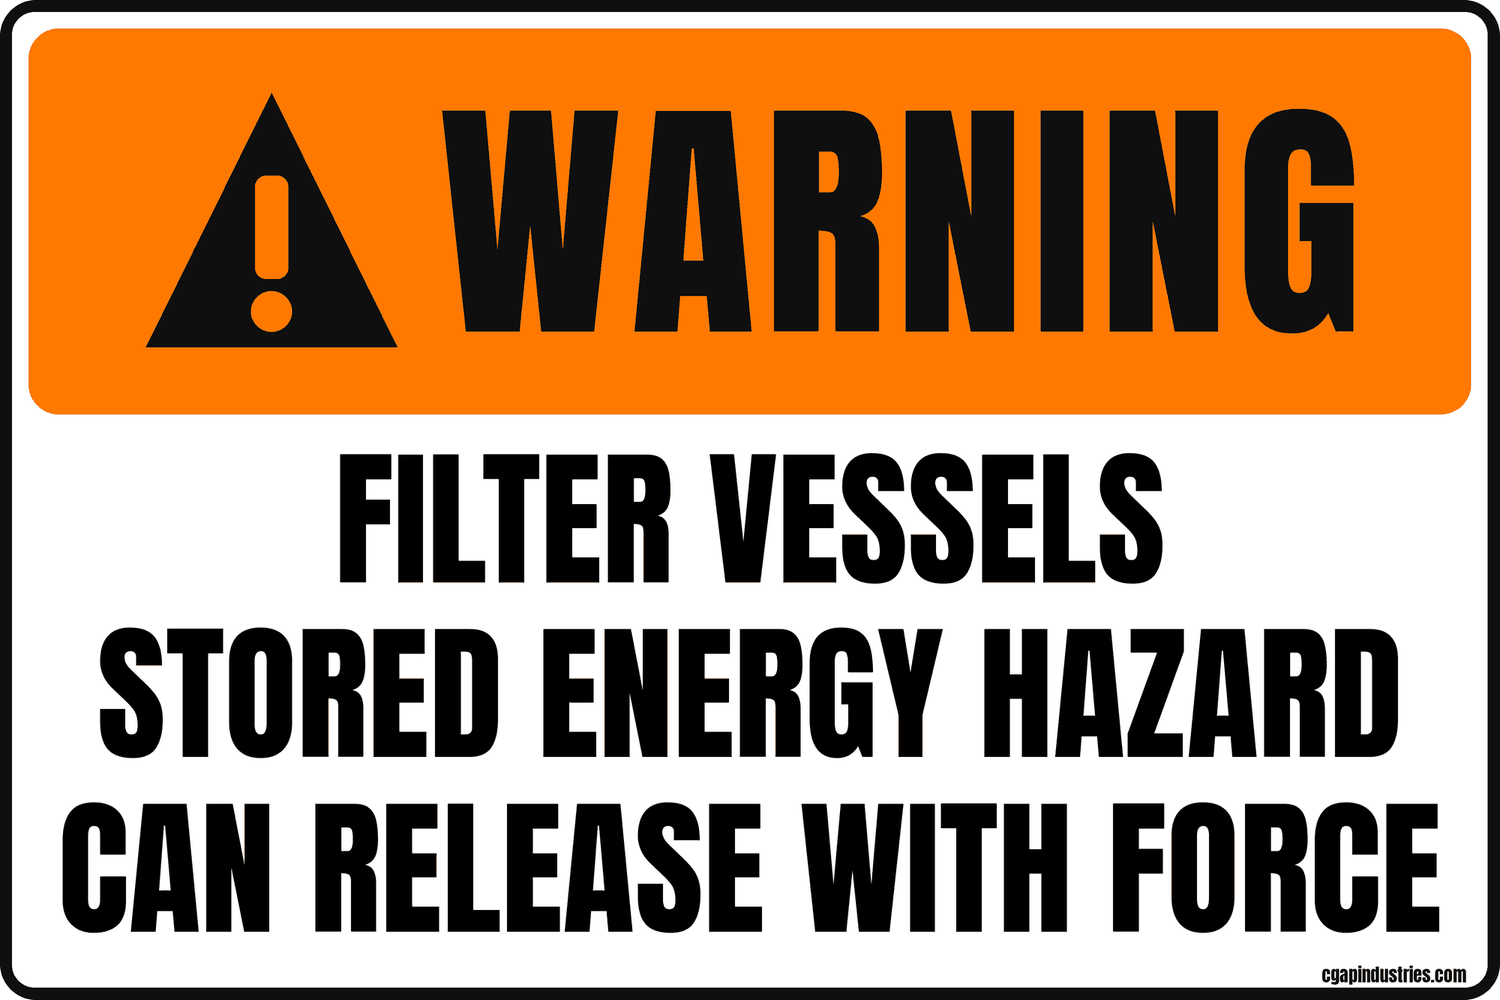 WARNING
FILTER VESSELS
STORED ENERGY HAZARD
CAN RELEASE WITH FORCE
cgapindustries.com